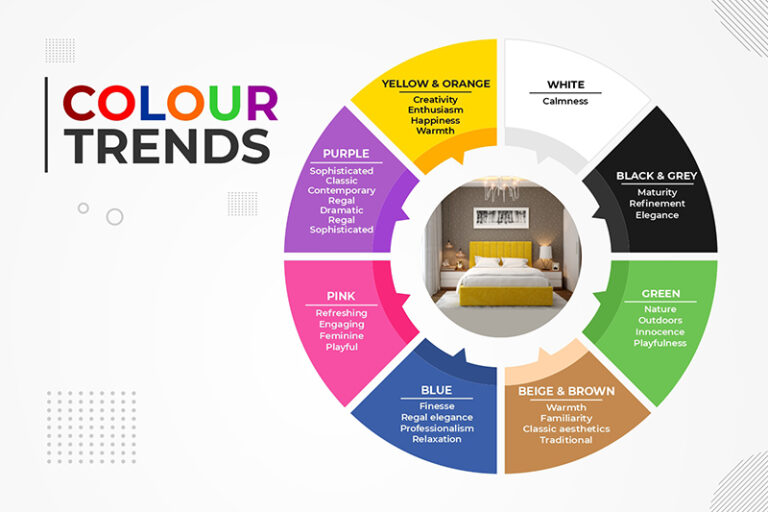 COLOUR
TRENDS
YELLOW & ORANGE
Creativity
Enthusiasm
Happiness
Warmth
WHITE
Calmness
BLACK & GREY
Maturity
Refinement
Elegance
GREEN
Nature
Outdoors
Innocence
Playfulness
BEIGE & BROWN
Warmth
Familiarity
Classic aesthetics
Traditional
BLUE
Finesse
Regal elegance
Professionalism
Relaxation
PINK
Refreshing
Engaging
Feminine
Playful
PURPLE
Sophisticated
Classic
Contemporary
Regal
Dramatic
Regal
Sophisticated